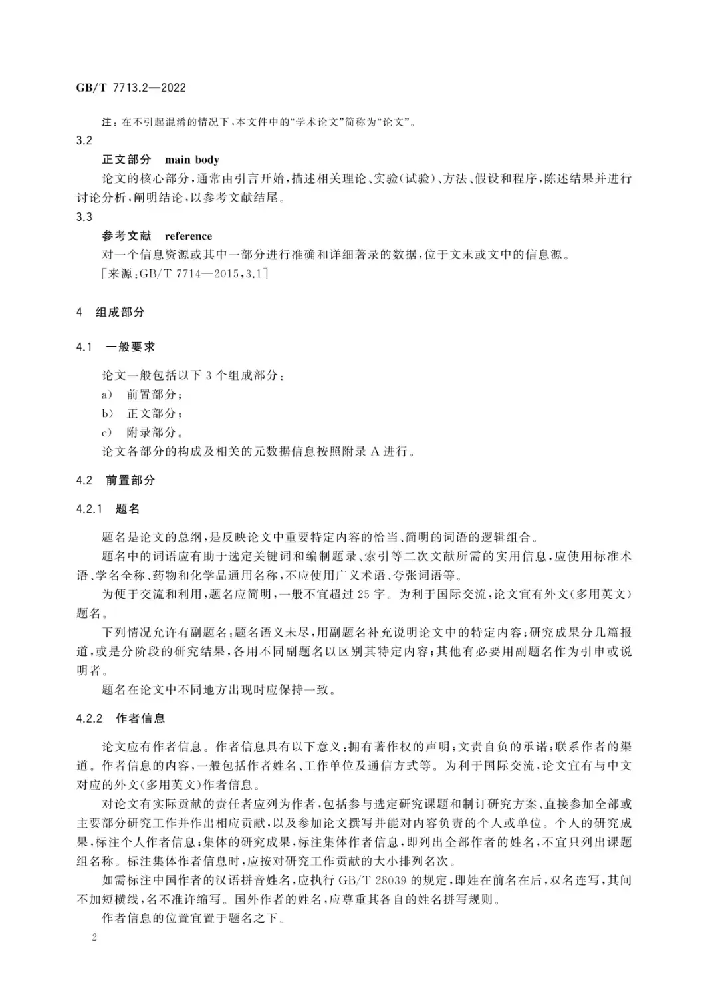 GB/T 7713.2—2022
注：在不引起混淆的情况下，本文件中的“学术论文”简称为“论文”。
3.2
正文部分 main body
论文的核心部分，通常由引言开始，描述相关理论、实验（试验）、方法、假设和程序，陈述结果并进行
讨论分析，阐明结论，以参考文献结尾。
3.3
参考文献 reference
对一个信息资源或其中一部分进行准确和详细著录的数据，位于文末或文中的信息源。
［来源：GB/T 7714—2015，3.1］
4 组成部分
4.1 一般要求
论文一般包括以下 3 个组成部分：
a） 前置部分；
b） 正文部分；
c） 附录部分。
论文各部分的构成及相关的元数据信息按照附录 A 进行。
4.2 前置部分
4.2.1 题名
题名是论文的总纲，是反映论文中重要特定内容的恰当、简明的词语的逻辑组合。
题名中的词语应有助于选定关键词和编制题录、索引等二次文献所需的实用信息，应使用标准术
语、学名全称、药物和化学品通用名称，不应使用广义术语、夸张词语等。
为便于交流和利用，题名应简明，一般不宜超过 25 字。为利于国际交流，论文宜有外文（多用英文）
题名。
下列情况允许有副题名：题名语义未尽，用副题名补充说明论文中的特定内容；研究成果分几篇报
道，或是分阶段的研究结果，各用不同副题名以区别其特定内容；其他有必要用副题名作为引申或说
明者。
题名在论文中不同地方出现时应保持一致。
4.2.2 作者信息
论文应有作者信息。作者信息具有以下意义：拥有著作权的声明；文责自负的承诺；联系作者的渠
道。作者信息的内容，一般包括作者姓名、工作单位及通信方式等。为利于国际交流，论文宜有与中文
对应的外文（多用英文）作者信息。
对论文有实际贡献的责任者应列为作者，包括参与选定研究课题和制订研究方案、直接参加全部或
主要部分研究工作并作出相应贡献，以及参加论文撰写并能对内容负责的个人或单位。个人的研究成
果，标注个人作者信息；集体的研究成果，标注集体作者信息，即列出全部作者的姓名，不宜只列出课题
组名称。标注集体作者信息时，应按对研究工作贡献的大小排列名次。
如需标注中国作者的汉语拼音姓名，应执行 GB/T 28039 的规定，即姓在前名在后，双名连写，其间
不加短横线，名不准许缩写。国外作者的姓名，应尊重其各自的姓名拼写规则。
作者信息的位置宜置于题名之下。
2